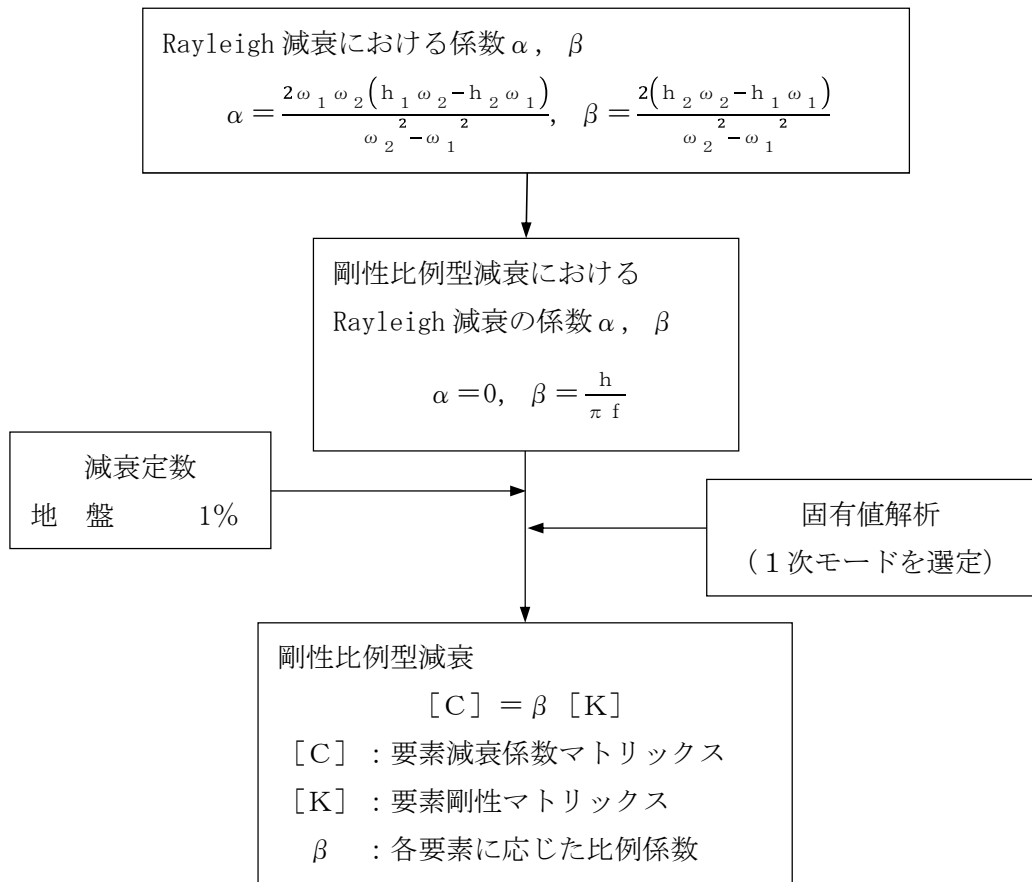 Rayleigh 減衰における係数α, β
α＝2ω₁ω₂(h₁ω₂−h₂ω₁)/(ω₂²−ω₁²), β＝2(h₂ω₂−h₁ω₁)/(ω₂²−ω₁²)
剛性比例型減衰における
Rayleigh 減衰の係数α, β
α＝0, β＝h/(πf)
減衰定数
地　盤　　1%
固有値解析
（１次モードを選定）
剛性比例型減衰
［C］＝β［K］
［C］：要素減衰係数マトリックス
［K］：要素剛性マトリックス
β　：各要素に応じた比例係数